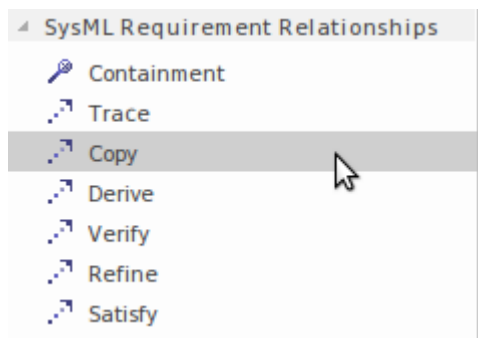 SysML Requirement Relationships
Containment
Trace
Copy
Derive
Verify
Refine
Satisfy